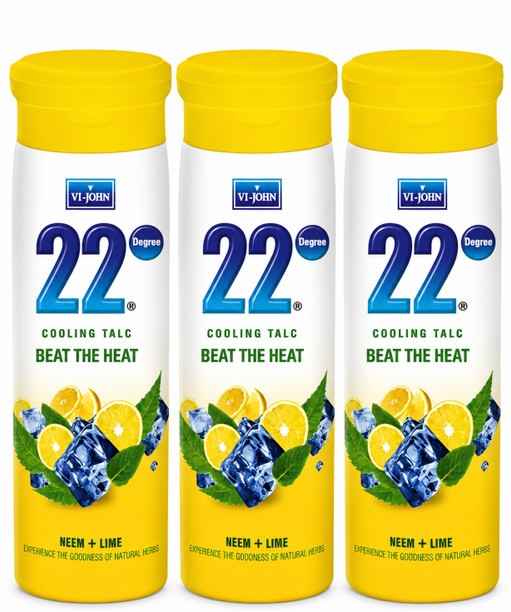 VI-JOHN
22 Degree
®
COOLING TALC
BEAT THE HEAT
NEEM + LIME
EXPERIENCE THE GOODNESS OF NATURAL HERBS
VI-JOHN
22 Degree
®
COOLING TALC
BEAT THE HEAT
NEEM + LIME
EXPERIENCE THE GOODNESS OF NATURAL HERBS
VI-JOHN
22 Degree
®
COOLING TALC
BEAT THE HEAT
NEEM + LIME
EXPERIENCE THE GOODNESS OF NATURAL HERBS